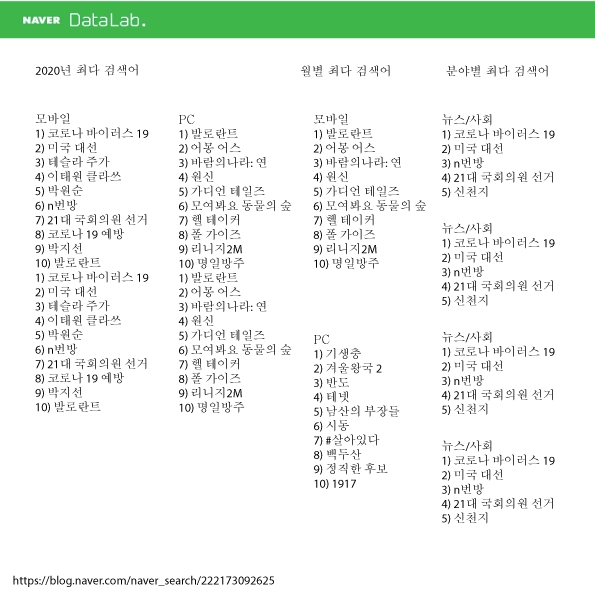 NAVER DataLab.
2020년 최다 검색어
월별 최다 검색어
분야별 최다 검색어
모바일
1) 코로나 바이러스 19
2) 미국 대선
3) 테슬라 주가
4) 이태원 클라쓰
5) 박원순
6) n번방
7) 21대 국회의원 선거
8) 코로나 19 예방
9) 박지선
10) 발로란트
1) 코로나 바이러스 19
2) 미국 대선
3) 테슬라 주가
4) 이태원 클라쓰
5) 박원순
6) n번방
7) 21대 국회의원 선거
8) 코로나 19 예방
9) 박지선
10) 발로란트
PC
1) 발로란트
2) 어몽 어스
3) 바람의나라: 연
4) 원신
5) 가디언 테일즈
6) 모여봐요 동물의 숲
7) 헬 테이커
8) 폴 가이즈
9) 리니지2M
10) 명일방주
1) 발로란트
2) 어몽 어스
3) 바람의나라: 연
4) 원신
5) 가디언 테일즈
6) 모여봐요 동물의 숲
7) 헬 테이커
8) 폴 가이즈
9) 리니지2M
10) 명일방주
모바일
1) 발로란트
2) 어몽 어스
3) 바람의나라: 연
4) 원신
5) 가디언 테일즈
6) 모여봐요 동물의 숲
7) 헬 테이커
8) 폴 가이즈
9) 리니지2M
10) 명일방주
PC
1) 기생충
2) 겨울왕국 2
3) 반도
4) 테넷
5) 남산의 부장들
6) 시동
7) #살아있다
8) 백두산
9) 정직한 후보
10) 1917
뉴스/사회
1) 코로나 바이러스 19
2) 미국 대선
3) n번방
4) 21대 국회의원 선거
5) 신천지
뉴스/사회
1) 코로나 바이러스 19
2) 미국 대선
3) n번방
4) 21대 국회의원 선거
5) 신천지
뉴스/사회
1) 코로나 바이러스 19
2) 미국 대선
3) n번방
4) 21대 국회의원 선거
5) 신천지
뉴스/사회
1) 코로나 바이러스 19
2) 미국 대선
3) n번방
4) 21대 국회의원 선거
5) 신천지
https://blog.naver.com/naver_search/222173092625